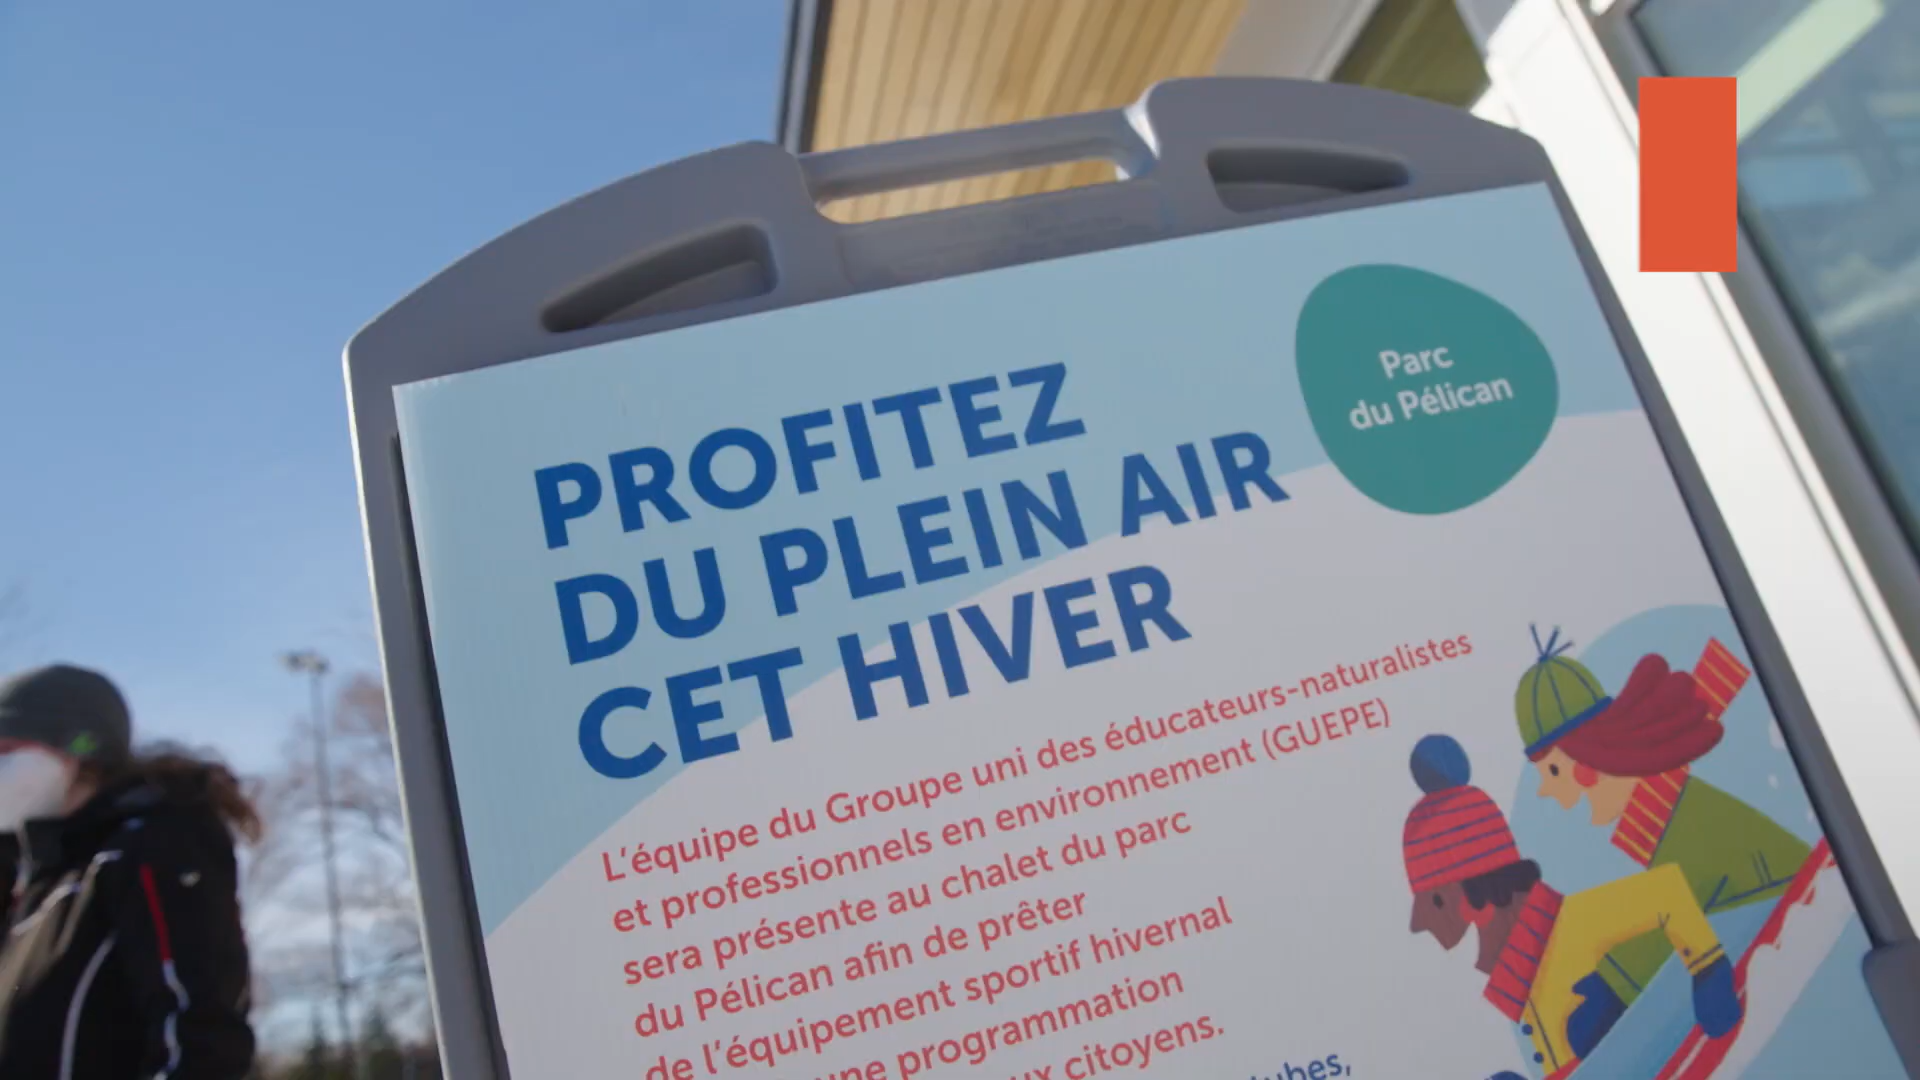 Parc
du Pélican
PROFITEZ
DU PLEIN AIR
CET HIVER
L'équipe du Groupe uni des éducateurs-naturalistes
et professionnels en environnement (GUEPE)
sera présente au chalet du parc
du Pélican afin de prêter
de l'équipement sportif hivernal
une programmation
citoyens.